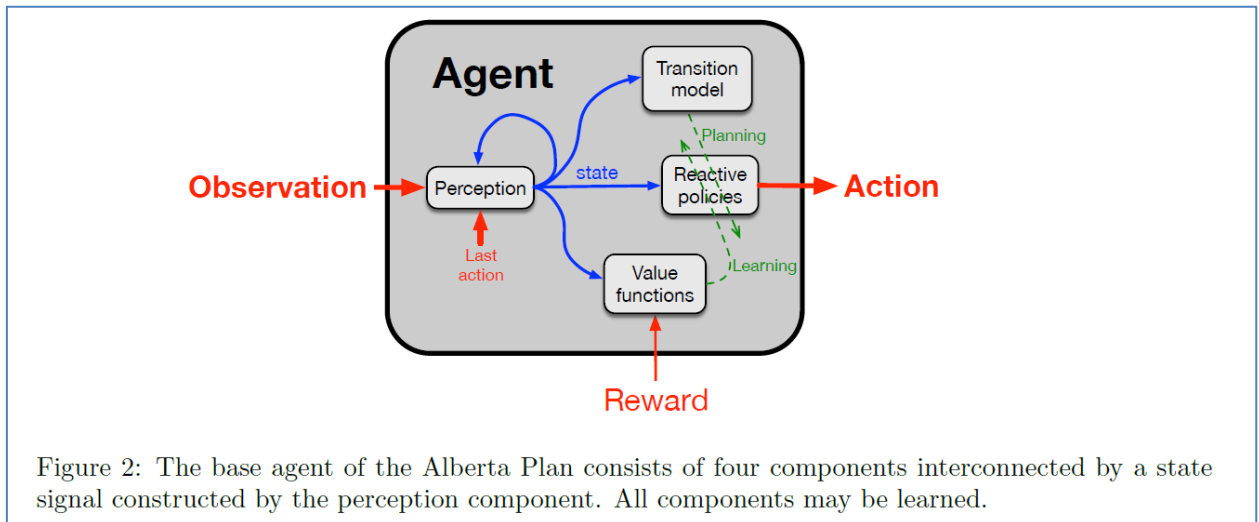 Agent
Transition
model
Planning
Observation
Perception
state
Reactive
policies
Action
Last
action
Learning
Value
functions
Reward
Figure 2: The base agent of the Alberta Plan consists of four components interconnected by a state
signal constructed by the perception component. All components may be learned.